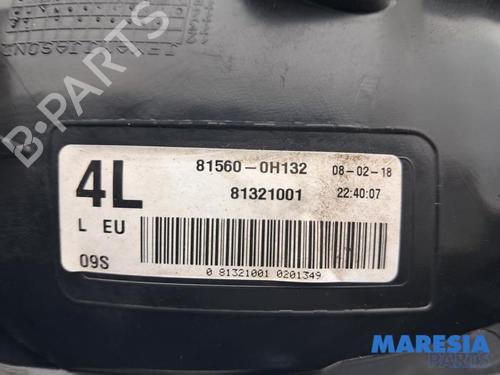 B-PARTS
4L
81560-0H132
08-02-18
81321001
22:40:07
L EU
09S
0 81321001 0201349
MARESIA
PARTS